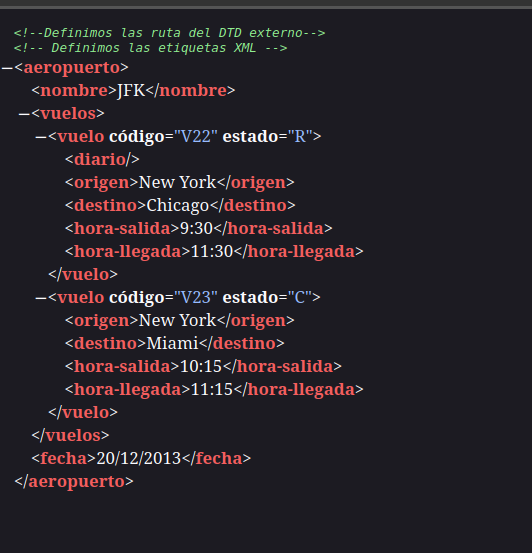 <!--Definimos las ruta del DTD externo-->
<!-- Definimos las etiquetas XML -->
−<aeropuerto>
<nombre>JFK</nombre>
−<vuelos>
−<vuelo código="V22" estado="R">
<diario/>
<origen>New York</origen>
<destino>Chicago</destino>
<hora-salida>9:30</hora-salida>
<hora-llegada>11:30</hora-llegada>
</vuelo>
−<vuelo código="V23" estado="C">
<origen>New York</origen>
<destino>Miami</destino>
<hora-salida>10:15</hora-salida>
<hora-llegada>11:15</hora-llegada>
</vuelo>
</vuelos>
<fecha>20/12/2013</fecha>
</aeropuerto>